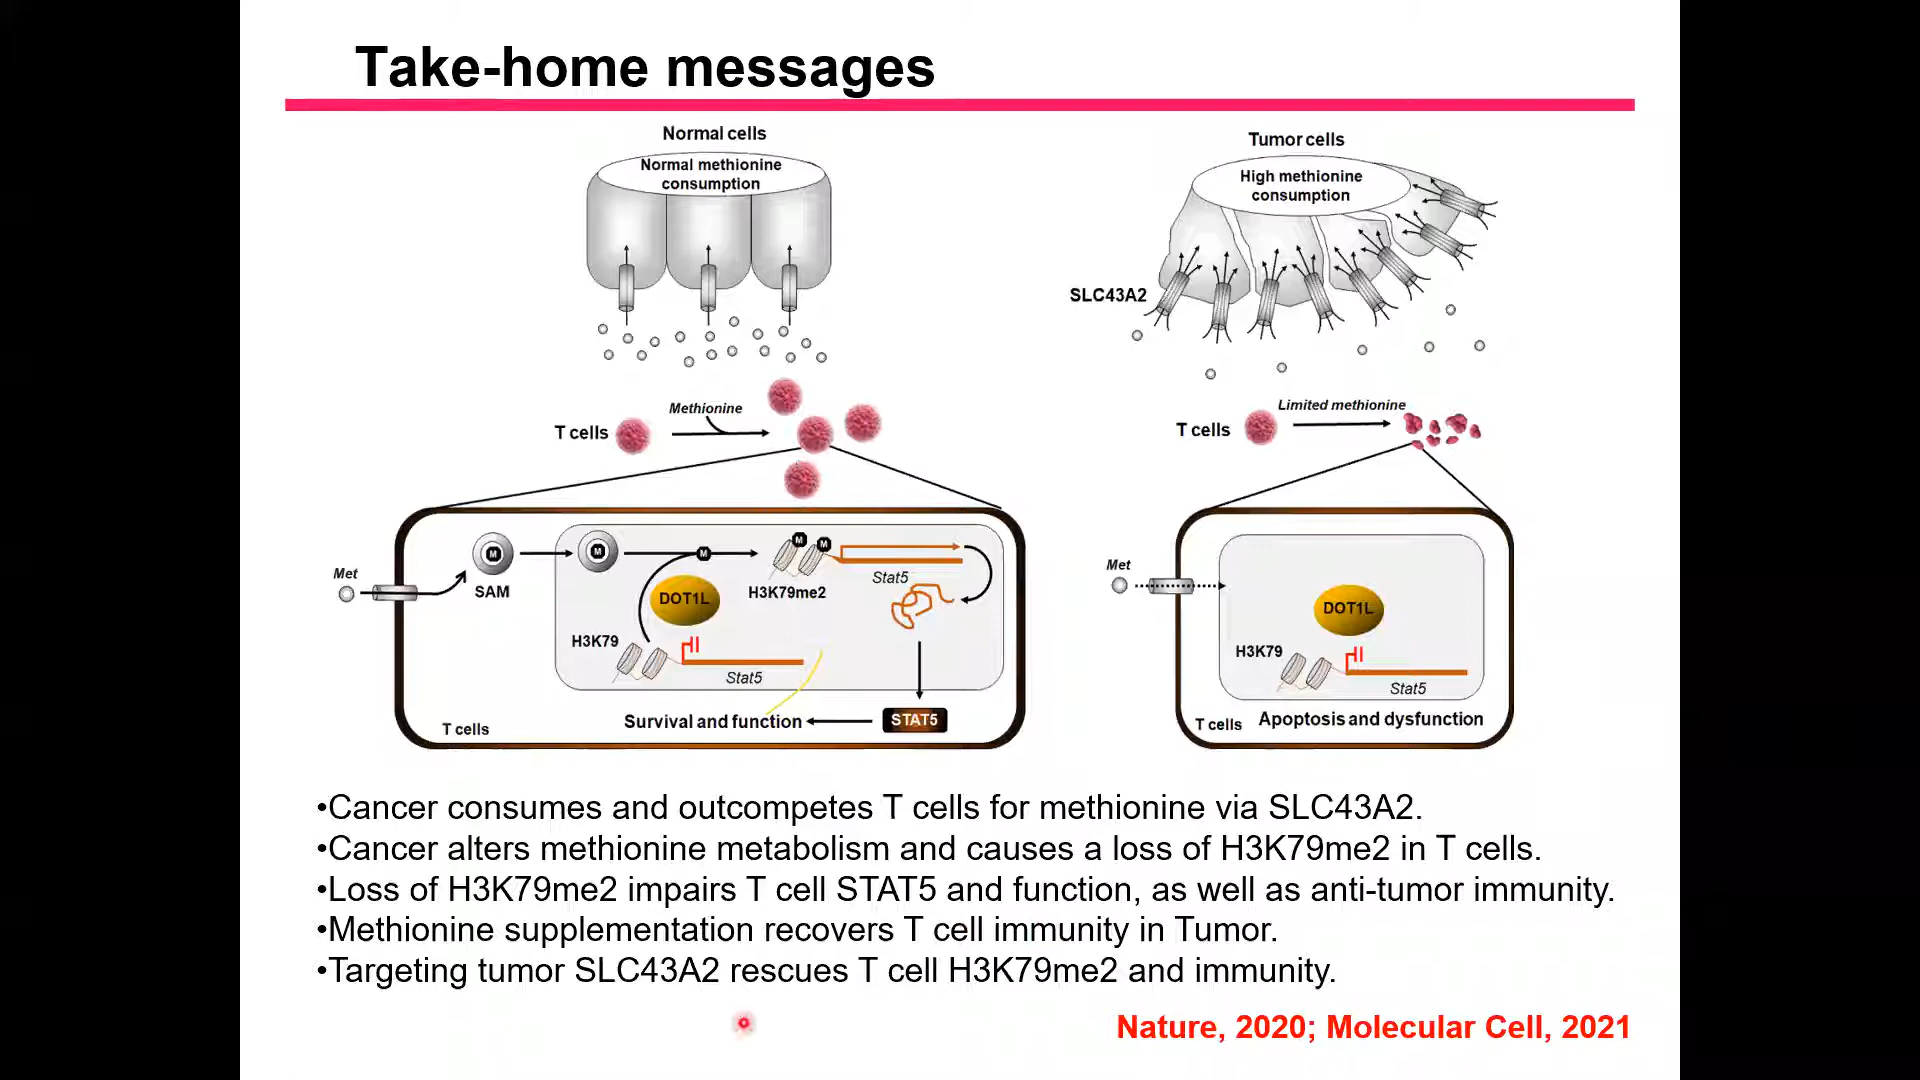 Take-home messages
Normal cells
Normal methionine
consumption
Tumor cells
High methionine
consumption
SLC43A2
T cells
Methionine
T cells
Limited methionine
Met
M
SAM
M
M
M
M
H3K79me2
Stat5
DOT1L
H3K79
Stat5
STAT5
Survival and function
T cells
Met
DOT1L
H3K79
Stat5
T cells
Apoptosis and dysfunction
•Cancer consumes and outcompetes T cells for methionine via SLC43A2.
•Cancer alters methionine metabolism and causes a loss of H3K79me2 in T cells.
•Loss of H3K79me2 impairs T cell STAT5 and function, as well as anti-tumor immunity.
•Methionine supplementation recovers T cell immunity in Tumor.
•Targeting tumor SLC43A2 rescues T cell H3K79me2 and immunity.
Nature, 2020; Molecular Cell, 2021